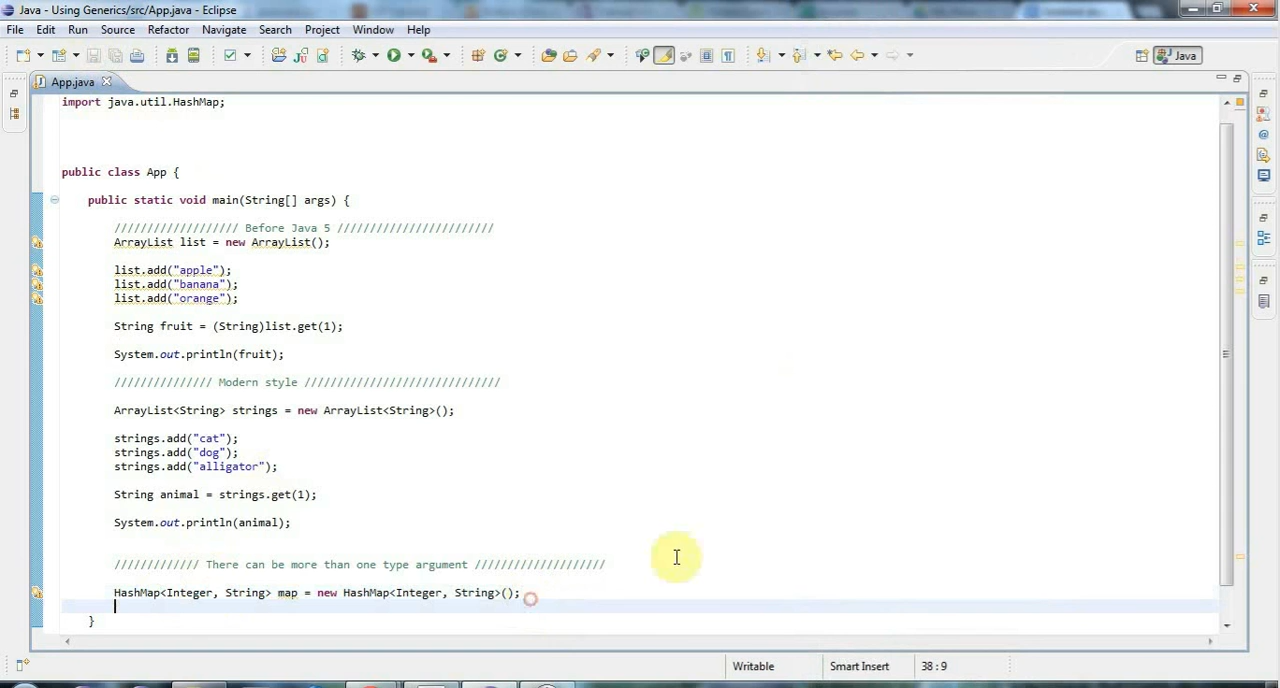 Java - Using Generics/src/App.java - Eclipse
File Edit Run Source Refactor Navigate Search Project Window Help
Java
App.java
import java.util.HashMap;
public class App {
public static void main(String[] args) {
/////////////////// Before Java 5 ////////////////////////
ArrayList list = new ArrayList();
list.add("apple");
list.add("banana");
list.add("orange");
String fruit = (String)list.get(1);
System.out.println(fruit);
/////////////// Modern style //////////////////////////////
ArrayList<String> strings = new ArrayList<String>();
strings.add("cat");
strings.add("dog");
strings.add("alligator");
String animal = strings.get(1);
System.out.println(animal);
///////////// There can be more than one type argument ////////////////////
HashMap<Integer, String> map = new HashMap<Integer, String>();
}
Writable Smart Insert 38 : 9